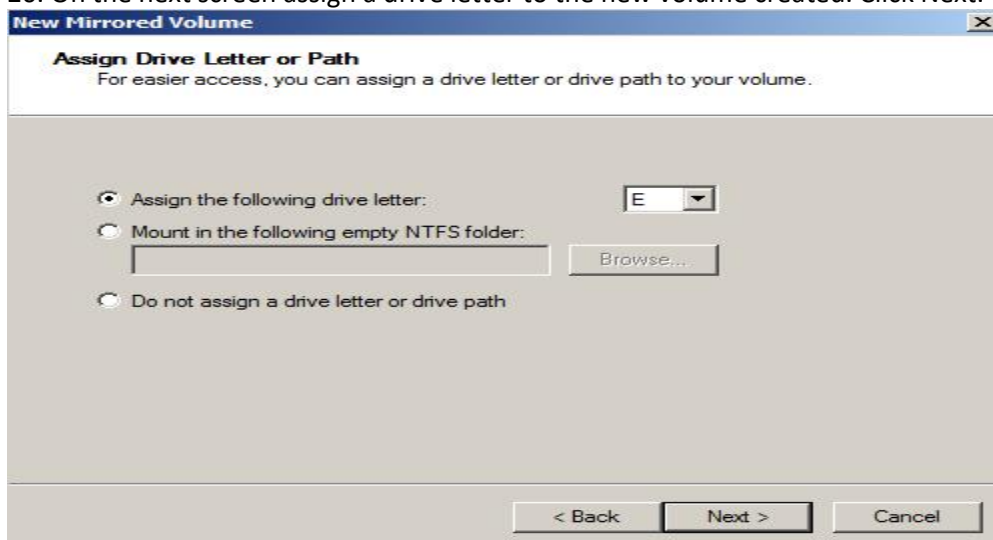 On the next screen assign a drive letter to the new volume created. Click Next.
New Mirrored Volume
Assign Drive Letter or Path
For easier access, you can assign a drive letter or drive path to your volume.
Assign the following drive letter: E
Mount in the following empty NTFS folder:
Browse...
Do not assign a drive letter or drive path
< Back Next > Cancel